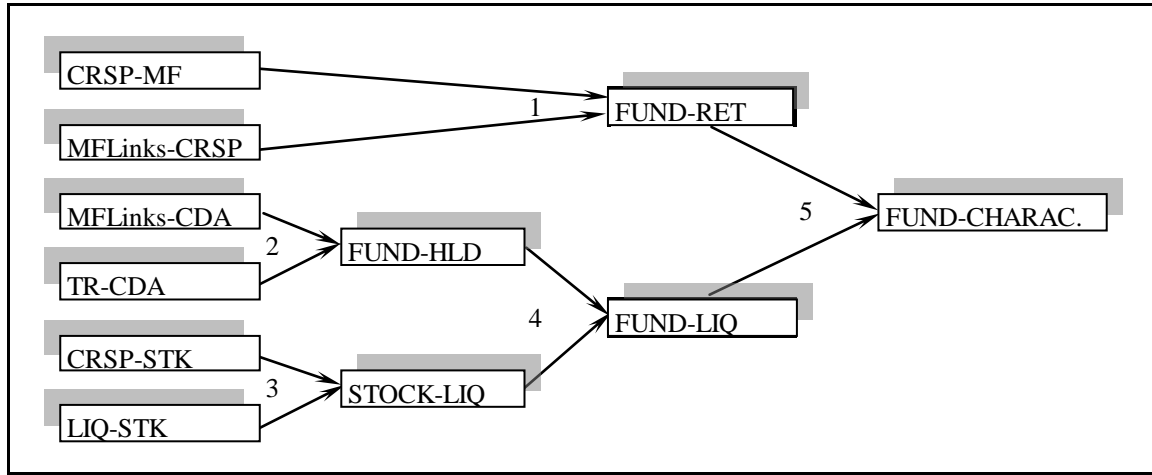 CRSP-MF
MFLinks-CRSP
1
FUND-RET
MFLinks-CDA
TR-CDA
2
FUND-HLD
CRSP-STK
LIQ-STK
3
STOCK-LIQ
4
FUND-LIQ
5
FUND-CHARAC.